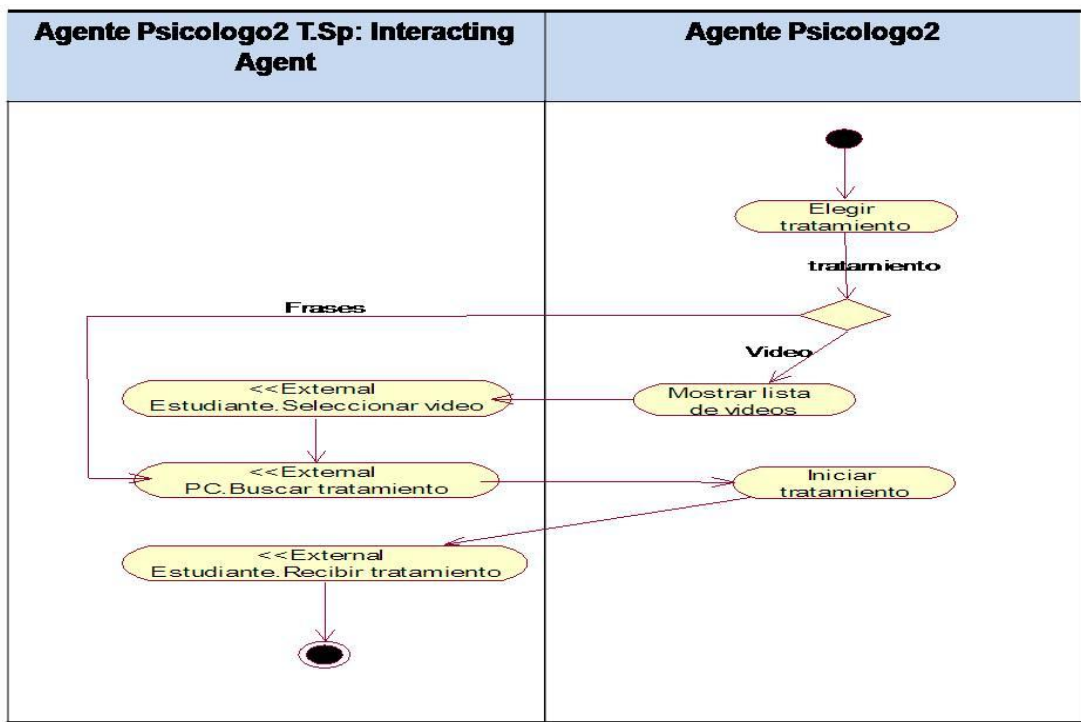 Agente Psicologo2 T.Sp: Interacting
Agent
Agente Psicologo2
Elegir
tratamiento
tratamiento
Frases
Video
<<External
Estudiante.Seleccionar video
Mostrar lista
de videos
<<External
PC.Buscar tratamiento
Iniciar
tratamiento
<<External
Estudiante.Recibir tratamiento